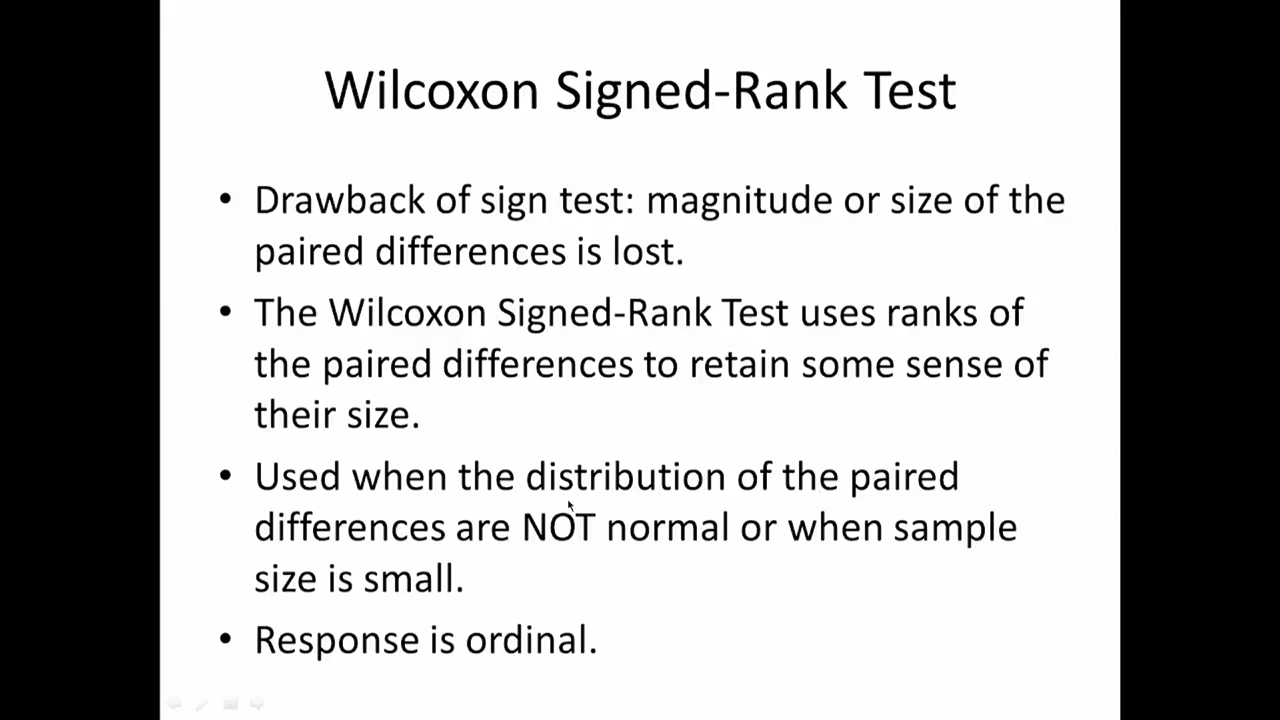 Wilcoxon Signed-Rank Test
• Drawback of sign test: magnitude or size of the
paired differences is lost.
• The Wilcoxon Signed-Rank Test uses ranks of
the paired differences to retain some sense of
their size.
• Used when the distribution of the paired
differences are NOT normal or when sample
size is small.
• Response is ordinal.